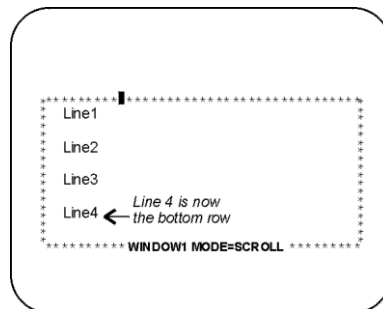 Line1
Line2
Line3
Line4
Line 4 is now
the bottom row
WINDOW1 MODE=SCROLL